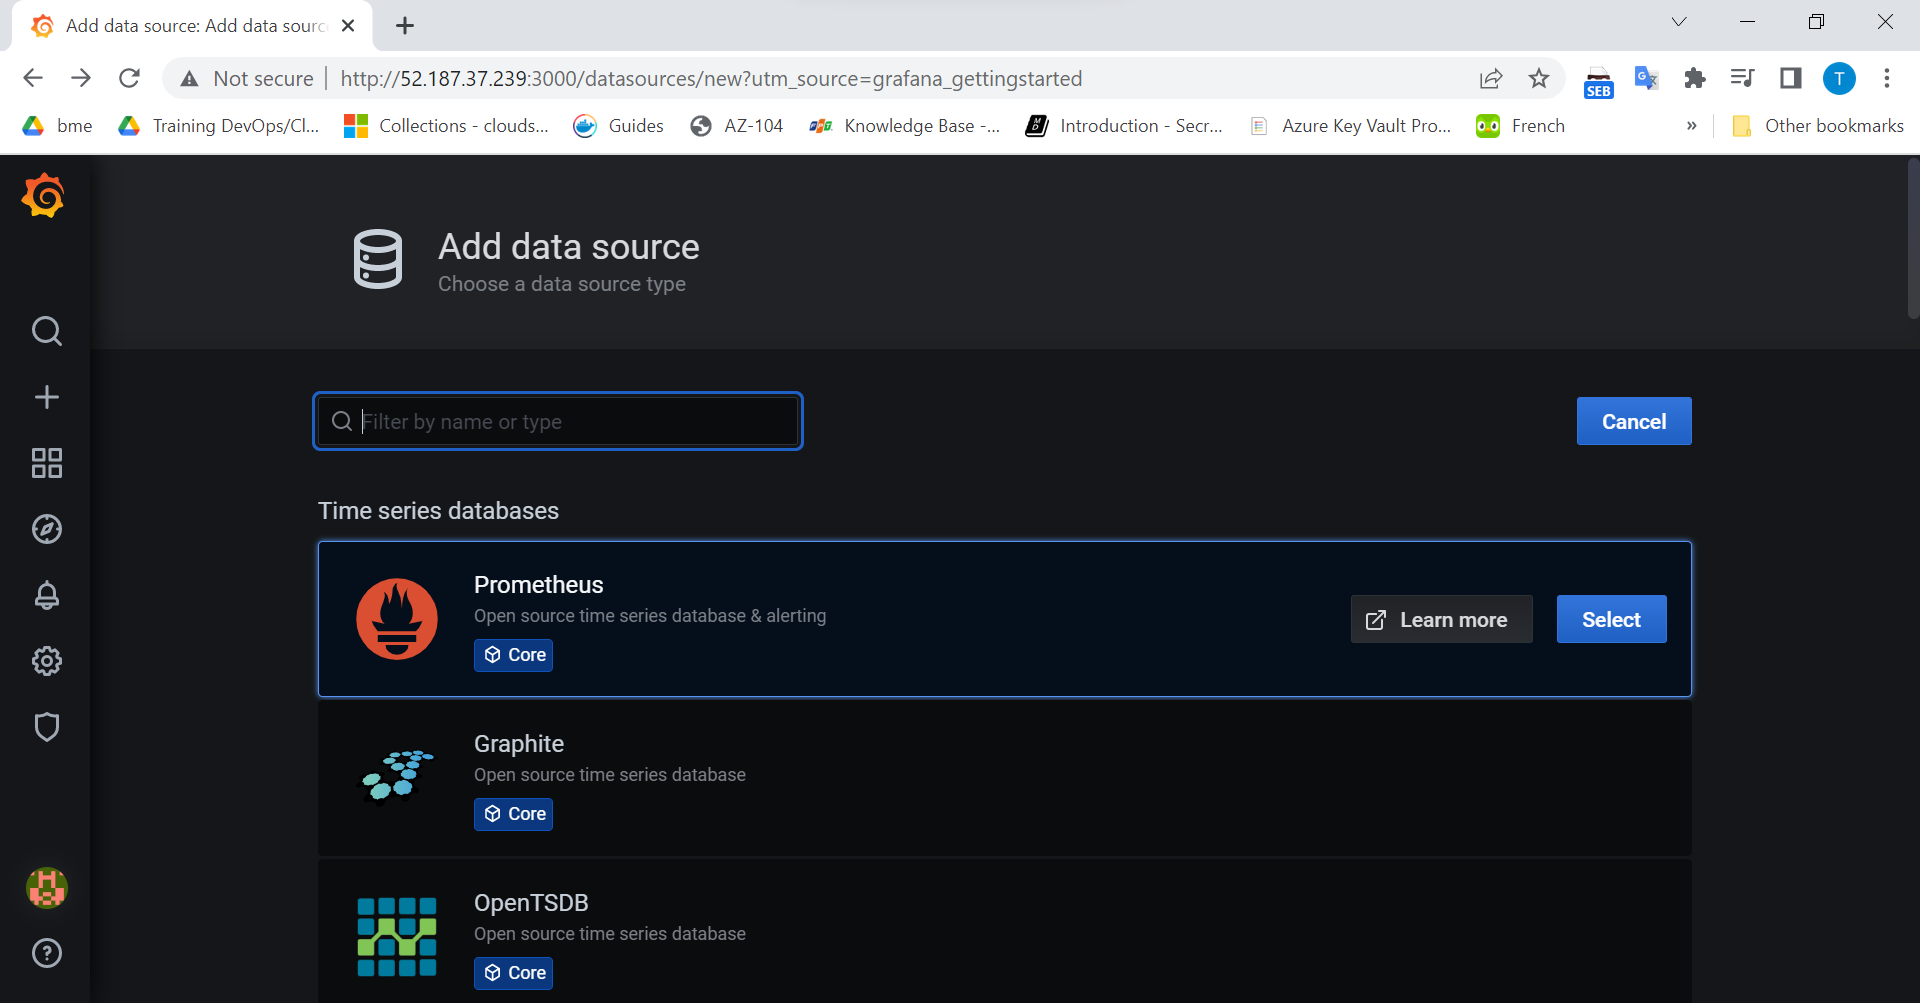 Add data source: Add data sourc
Not secure
http://52.187.37.239:3000/datasources/new?utm_source=grafana_gettingstarted
SEB
T
bme
Training DevOps/Cl...
Collections - clouds...
Guides
AZ-104
Knowledge Base -...
Introduction - Secr...
Azure Key Vault Pro...
French
»
Other bookmarks
Add data source
Choose a data source type
Filter by name or type
Cancel
Time series databases
Prometheus
Open source time series database & alerting
Core
Learn more
Select
Graphite
Open source time series database
Core
OpenTSDB
Open source time series database
Core